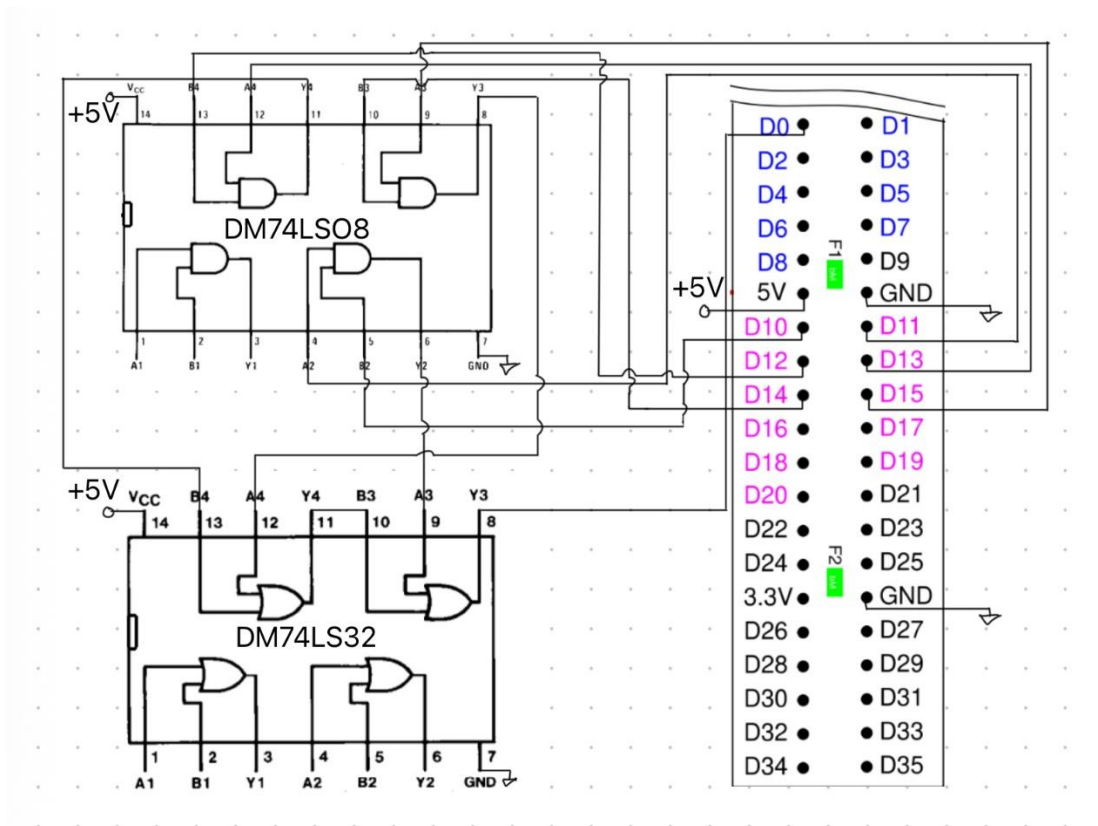 VCC B4 A4 Y4 B3 A3 Y3
+5V 14 13 12 11 10 9 8
DM74LSO8
1 2 3 4 5 6 7
A1 B1 Y1 A2 B2 Y2 GND
+5V VCC B4 A4 Y4 B3 A3 Y3
14 13 12 11 10 9 8
DM74LS32
1 2 3 4 5 6 7
A1 B1 Y1 A2 B2 Y2 GND
D0 D1
D2 D3
D4 D5
D6 D7
F1
D8 D9
+5V 5V GND
D10 D11
D12 D13
D14 D15
D16 D17
D18 D19
D20 D21
D22 D23
F2
D24 D25
3.3V GND
D26 D27
D28 D29
D30 D31
D32 D33
D34 D35